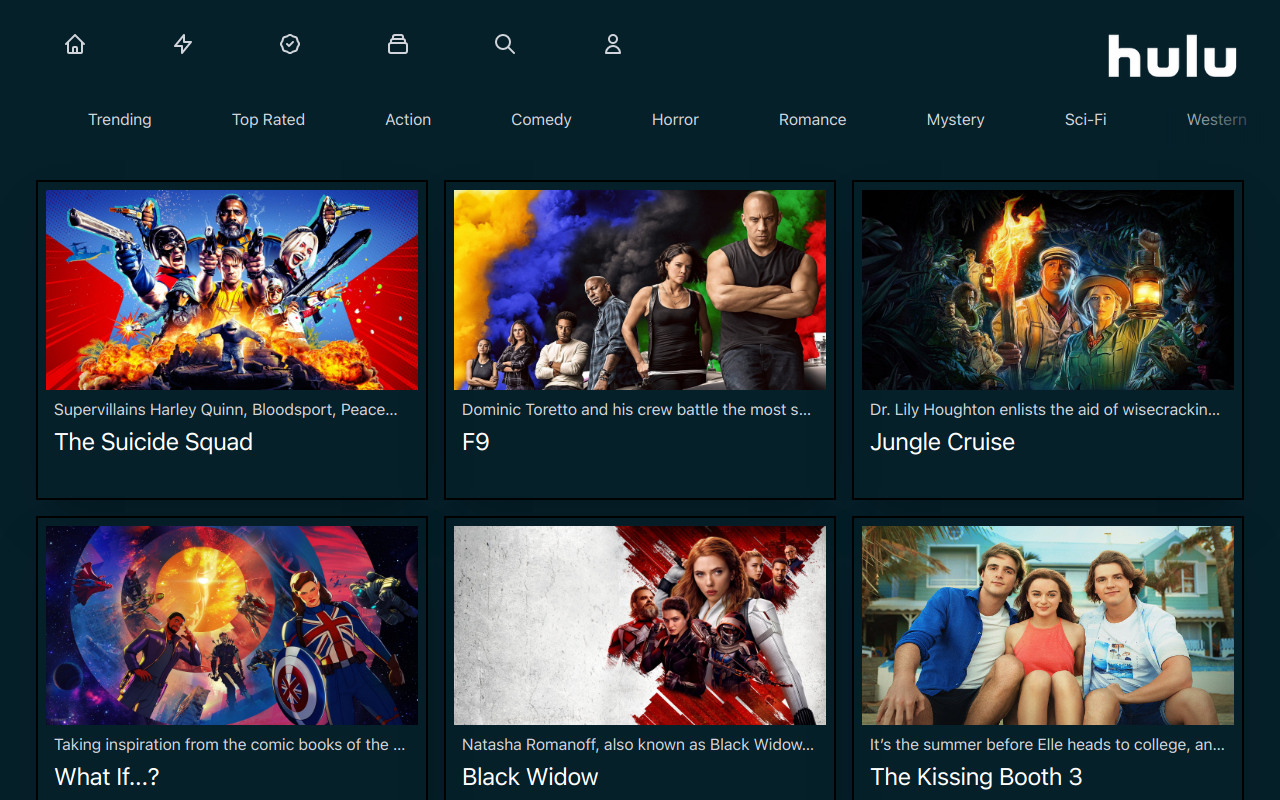 hulu
Trending Top Rated Action Comedy Horror Romance Mystery Sci-Fi Western
Supervillains Harley Quinn, Bloodsport, Peace...
The Suicide Squad
Dominic Toretto and his crew battle the most s...
F9
Dr. Lily Houghton enlists the aid of wisecrackin...
Jungle Cruise
Taking inspiration from the comic books of the ...
What If...?
Natasha Romanoff, also known as Black Widow...
Black Widow
It’s the summer before Elle heads to college, an...
The Kissing Booth 3